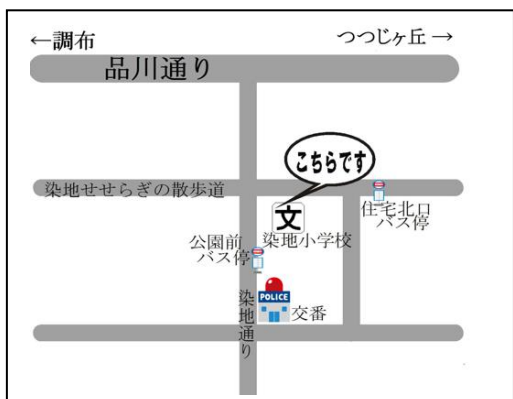 ←調布
つつじヶ丘→
品川通り
こちらです
染地せせらぎの散歩道
文
染地小学校
住宅北口
バス停
公園前
バス停
POLICE
交番
染地通り